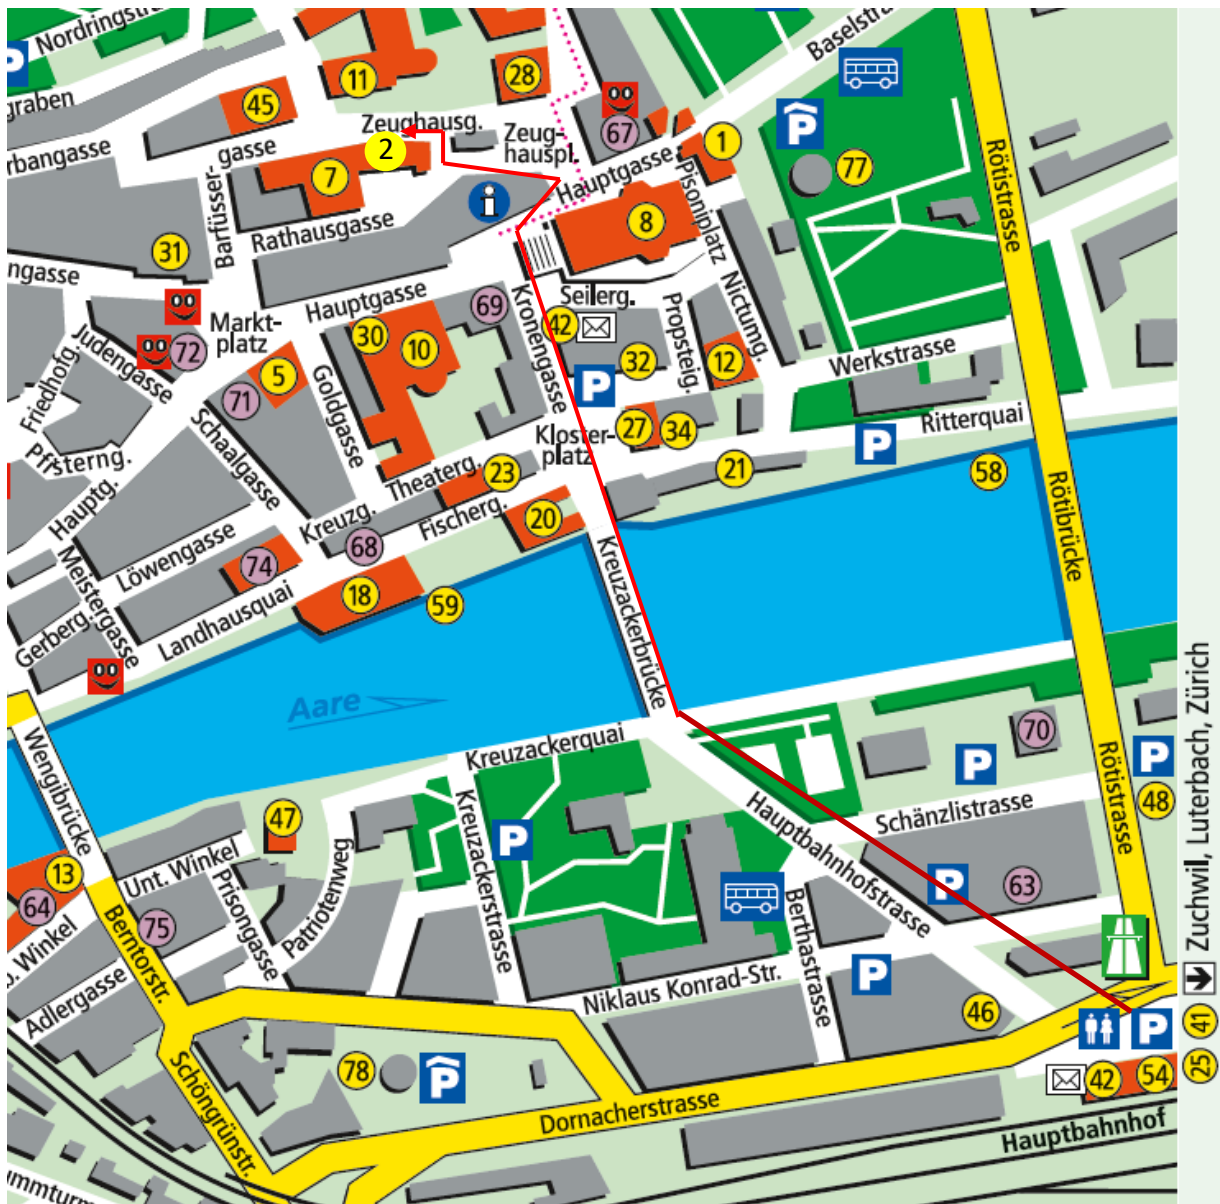 Nordringstr
Baselstra
P
graben
11
28
45
67
1
P
Zeughausg.
Zeug-
hauspl.
2
rbangasse
Barfüsser-gasse
7
Hauptgasse
Pisoniplatz
77
Rötistrasse
i
Rathausgasse
8
31
ngasse
Hauptgasse
69
Seilerg.
Nictumg.
Markt-
platz
72
Judengasse
30
10
Kronengasse
42
32
Propsteig.
12
Werkstrasse
Friedhofg.
5
71
Goldgasse
P
Ritterquai
Schaalgasse
Kloster-
platz
27
34
P
Pfisterng.
Hauptg.
Theaterg.
23
21
58
Kreuzg.
Fischerg.
20
Rötibrücke
Löwengasse
68
Kreuzackerbrücke
Meistergasse
74
18
59
Gerberg.
Landhausquai
Aare
Zuchwil, Luterbach, Zürich
Wengibrücke
Kreuzackerquai
70
P
P
Rötistrasse
48
Hauptbahnhofstrasse
Schänzlistrasse
47
Kreuzackerstrasse
P
13
Unt. Winkel
Patriotenweg
P
63
64
Prisongasse
75
Berthastrasse
. Winkel
Berntorstr.
Adlergasse
Niklaus Konrad-Str.
P
46
P
41
25
78
P
42
54
Schöngrünstr.
Dornacherstrasse
Hauptbahnhof
ummturm